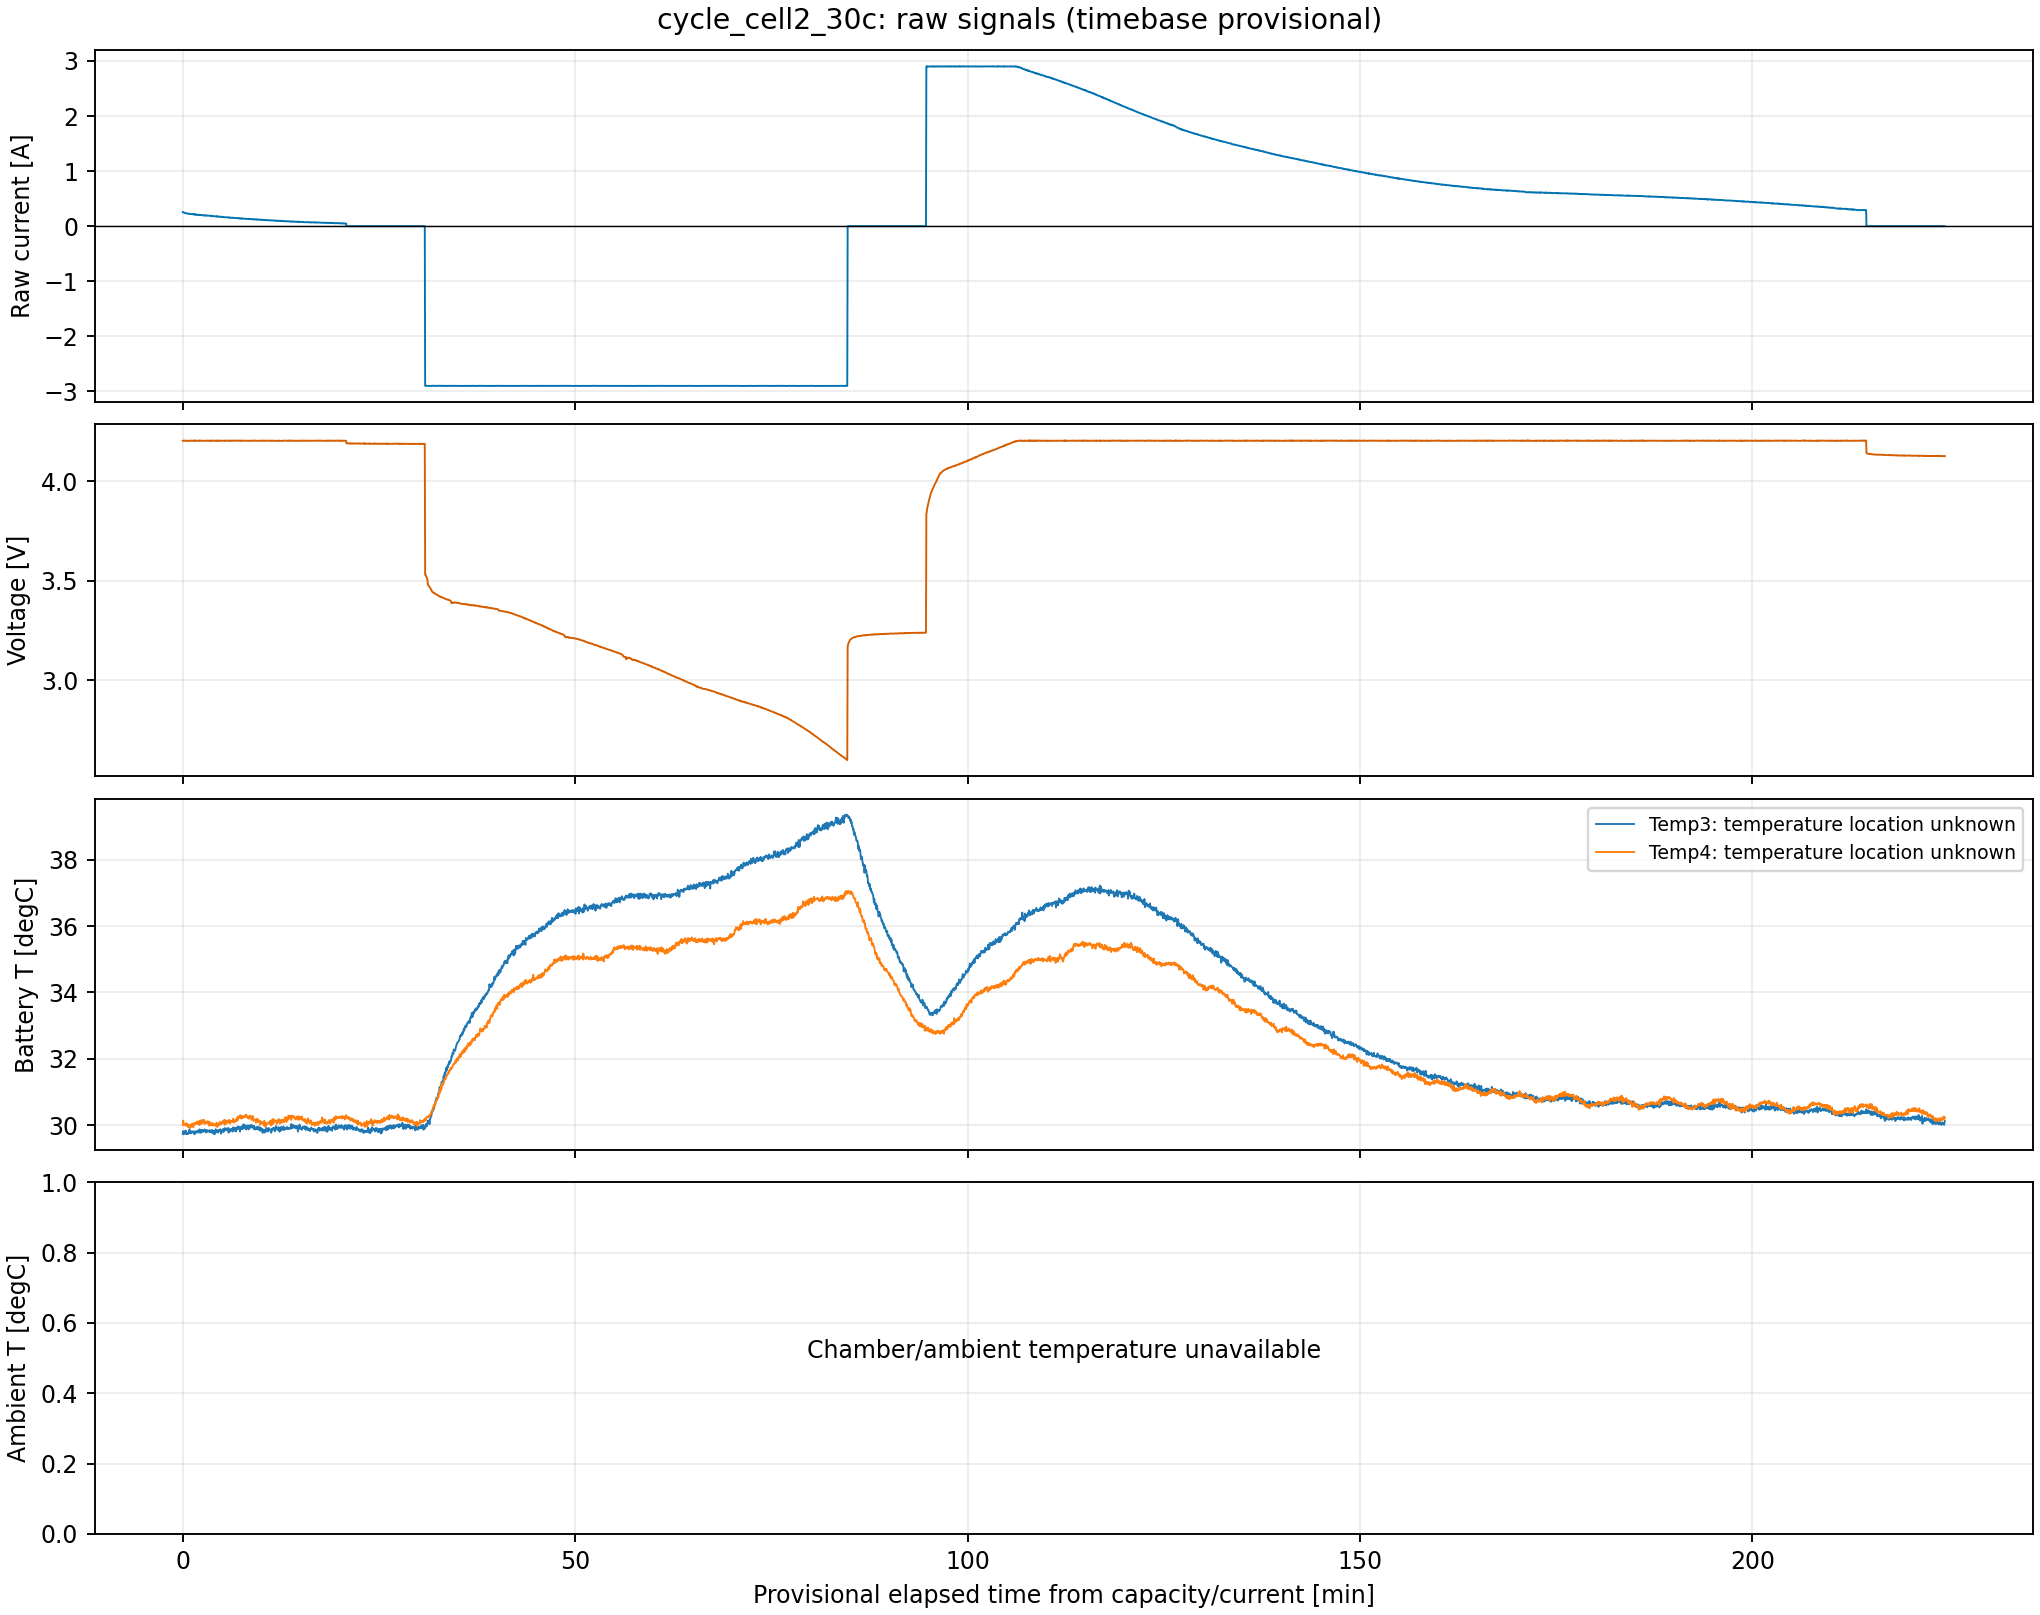 cycle_cell2_30c: raw signals (timebase provisional)
Raw current [A]
3
2
1
0
−1
−2
−3
Voltage [V]
4.0
3.5
3.0
Battery T [degC]
38
36
34
32
30
Temp3: temperature location unknown
Temp4: temperature location unknown
Ambient T [degC]
1.0
0.8
0.6
0.4
0.2
0.0
Chamber/ambient temperature unavailable
0 50 100 150 200
Provisional elapsed time from capacity/current [min]